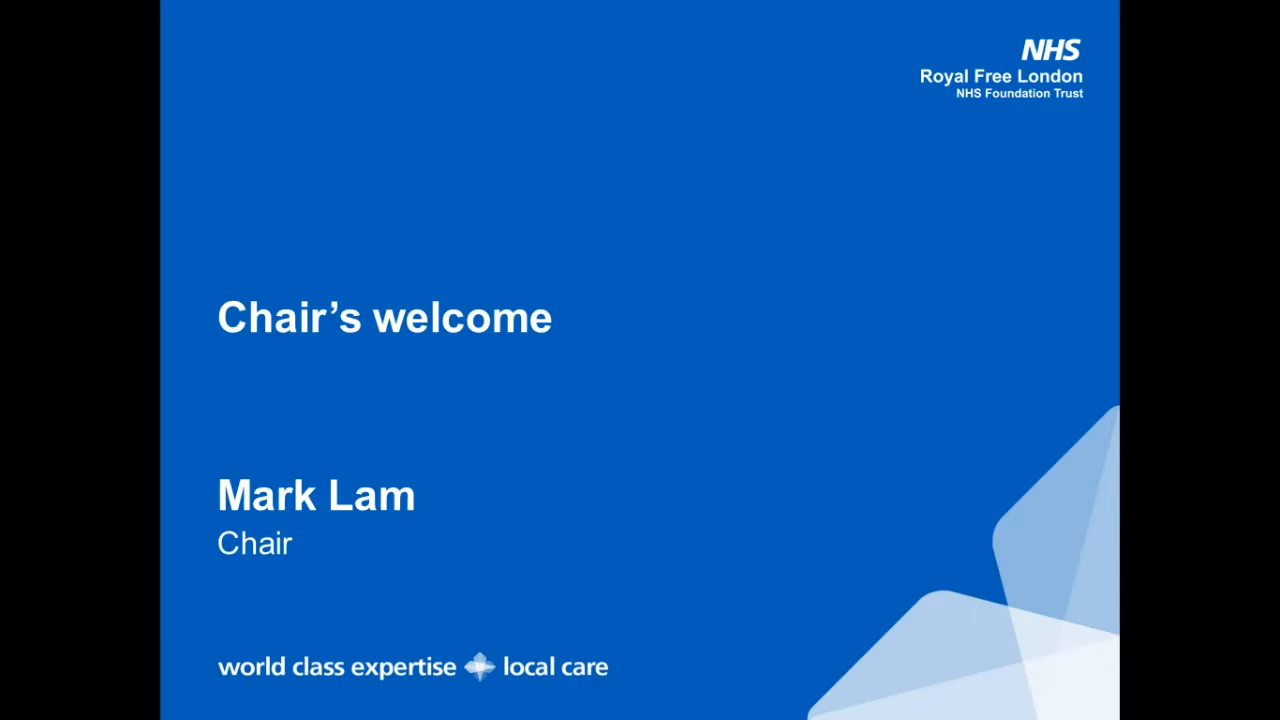 NHS
Royal Free London
NHS Foundation Trust
Chair’s welcome
Mark Lam
Chair
world class expertise local care